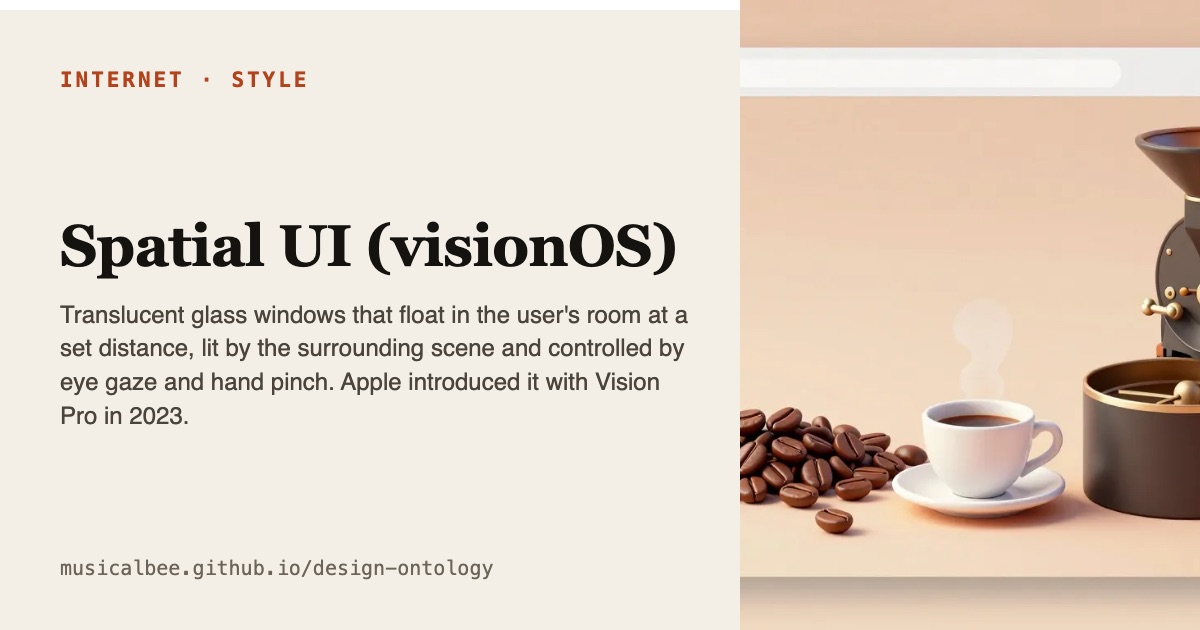 INTERNET · STYLE
Spatial UI (visionOS)
Translucent glass windows that float in the user's room at a
set distance, lit by the surrounding scene and controlled by
eye gaze and hand pinch. Apple introduced it with Vision
Pro in 2023.
musicalbee.github.io/design-ontology